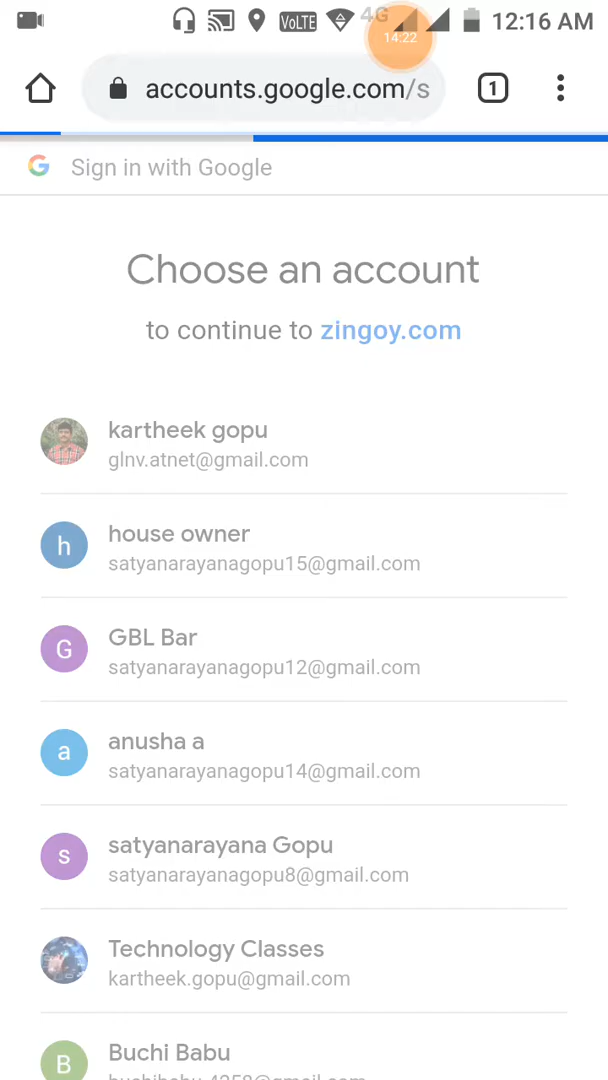 VoLTE 4G 12:16 AM
14:22
accounts.google.com/s 1
G Sign in with Google
Choose an account
to continue to zingoy.com
kartheek gopu
glnv.atnet@gmail.com
h house owner
satyanarayanagopu15@gmail.com
G GBL Bar
satyanarayanagopu12@gmail.com
a anusha a
satyanarayanagopu14@gmail.com
s satyanarayana Gopu
satyanarayanagopu8@gmail.com
Technology Classes
kartheek.gopu@gmail.com
B Buchi Babu